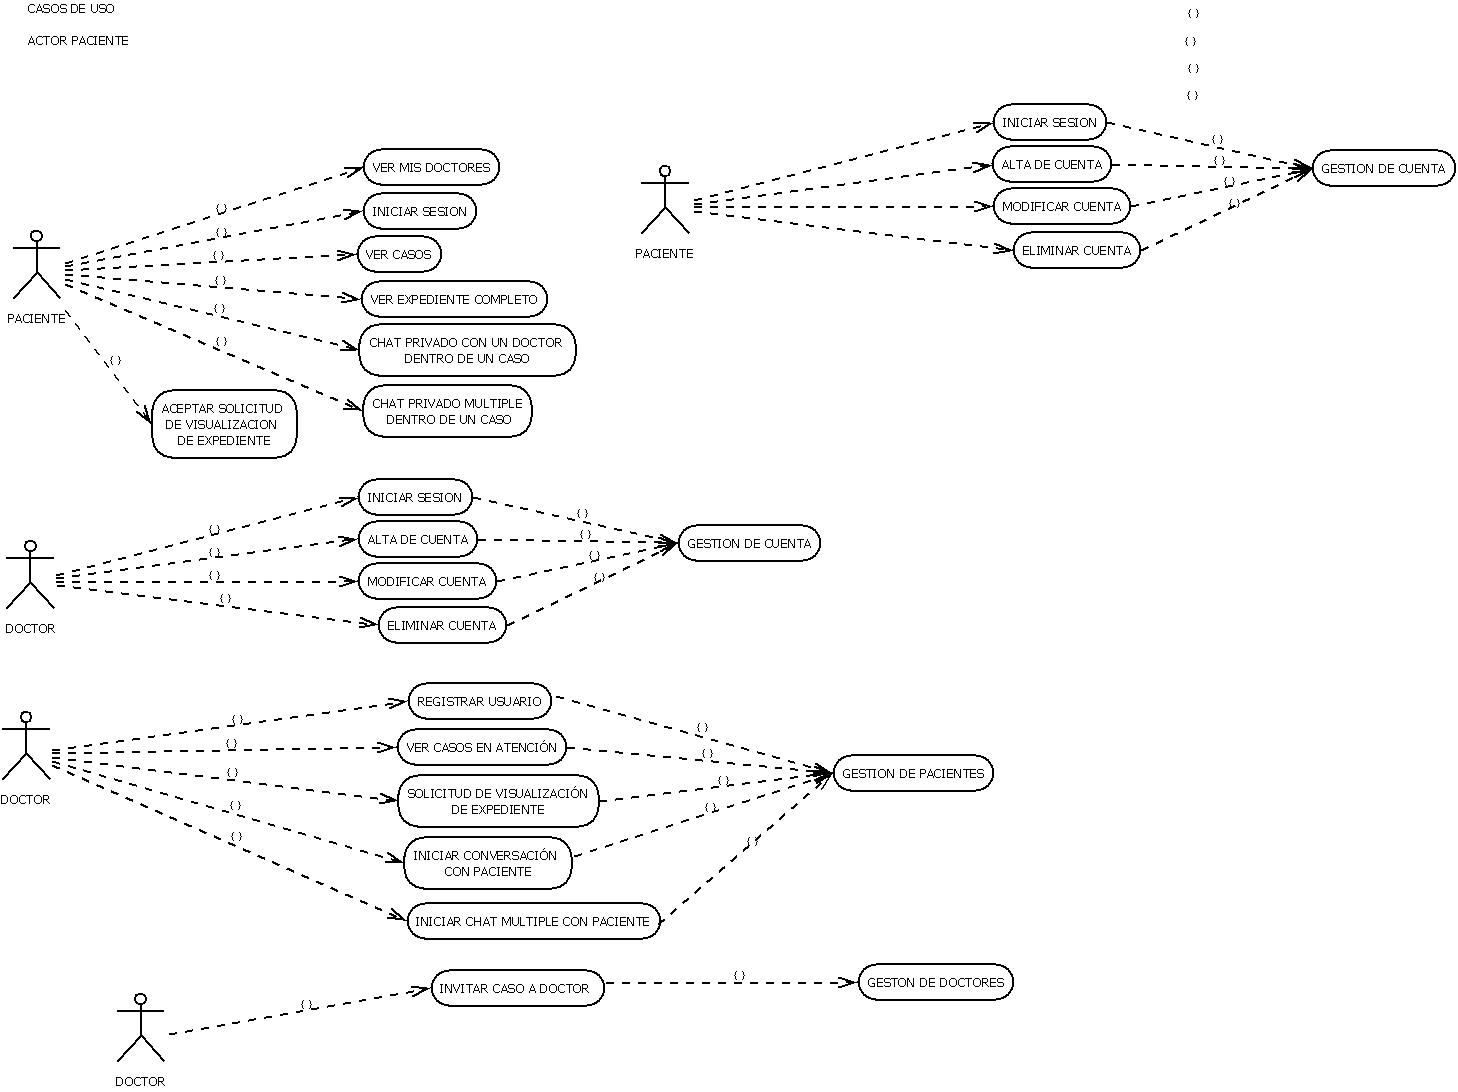 CASOS DE USO
ACTOR PACIENTE
{ }
{ }
{ }
{ }
VER MIS DOCTORES
{ }
INICIAR SESION
{ }
VER CASOS
{ }
VER EXPEDIENTE COMPLETO
{ }
CHAT PRIVADO CON UN DOCTOR
DENTRO DE UN CASO
{ }
CHAT PRIVADO MULTIPLE
DENTRO DE UN CASO
{ }
PACIENTE
{ }
ACEPTAR SOLICITUD
DE VISUALIZACION
DE EXPEDIENTE
INICIAR SESION
ALTA DE CUENTA
MODIFICAR CUENTA
ELIMINAR CUENTA
PACIENTE
{ }
{ }
{ }
{ }
GESTION DE CUENTA
INICIAR SESION
{ }
ALTA DE CUENTA
{ }
MODIFICAR CUENTA
{ }
ELIMINAR CUENTA
{ }
DOCTOR
{ }
{ }
{ }
{ }
GESTION DE CUENTA
REGISTRAR USUARIO
{ }
VER CASOS EN ATENCIÓN
{ }
SOLICITUD DE VISUALIZACIÓN
DE EXPEDIENTE
{ }
INICIAR CONVERSACIÓN
CON PACIENTE
{ }
INICIAR CHAT MULTIPLE CON PACIENTE
{ }
DOCTOR
{ }
{ }
{ }
{ }
{ }
GESTION DE PACIENTES
INVITAR CASO A DOCTOR
{ }
{ }
GESTON DE DOCTORES
DOCTOR